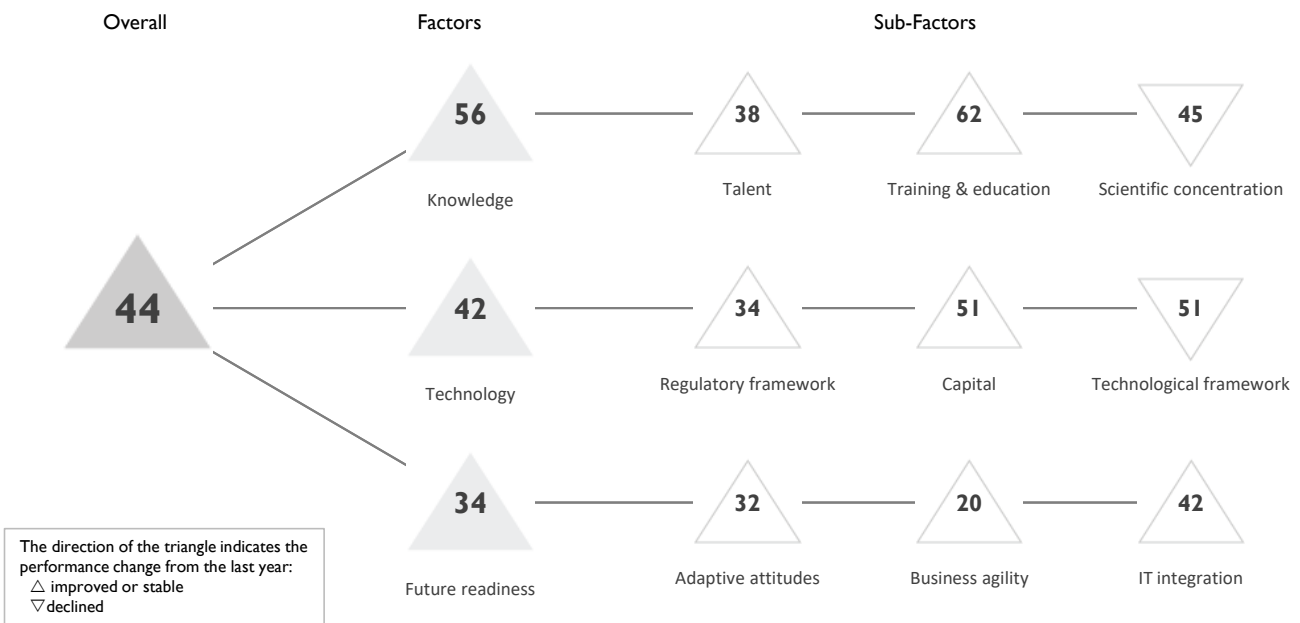 Overall Factors Sub-Factors
56 38 62 45
Knowledge Talent Training & education Scientific concentration
44 42 34 51 51
Technology Regulatory framework Capital Technological framework
34 32 20 42
Future readiness Adaptive attitudes Business agility IT integration
The direction of the triangle indicates the
performance change from the last year:
△ improved or stable
▽ declined